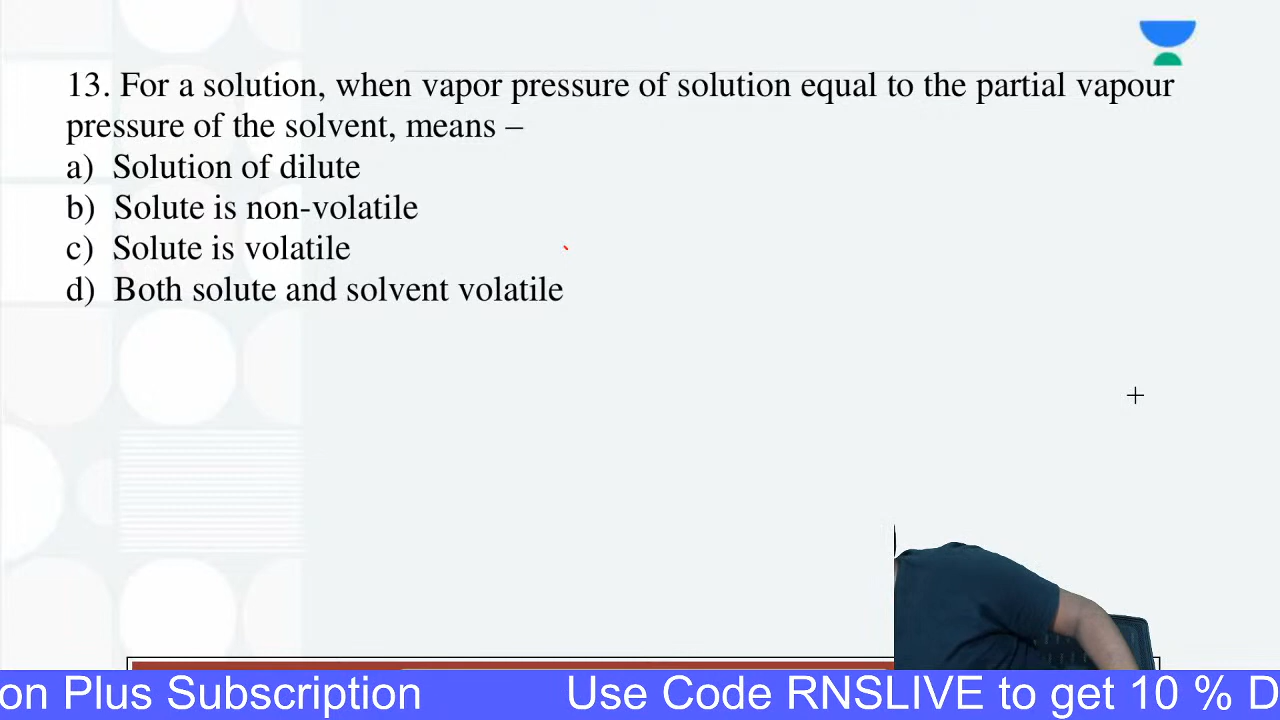 13. For a solution, when vapor pressure of solution equal to the partial vapour
pressure of the solvent, means –
a) Solution of dilute
b) Solute is non-volatile
c) Solute is volatile
d) Both solute and solvent volatile
on Plus Subscription Use Code RNSLIVE to get 10 % D